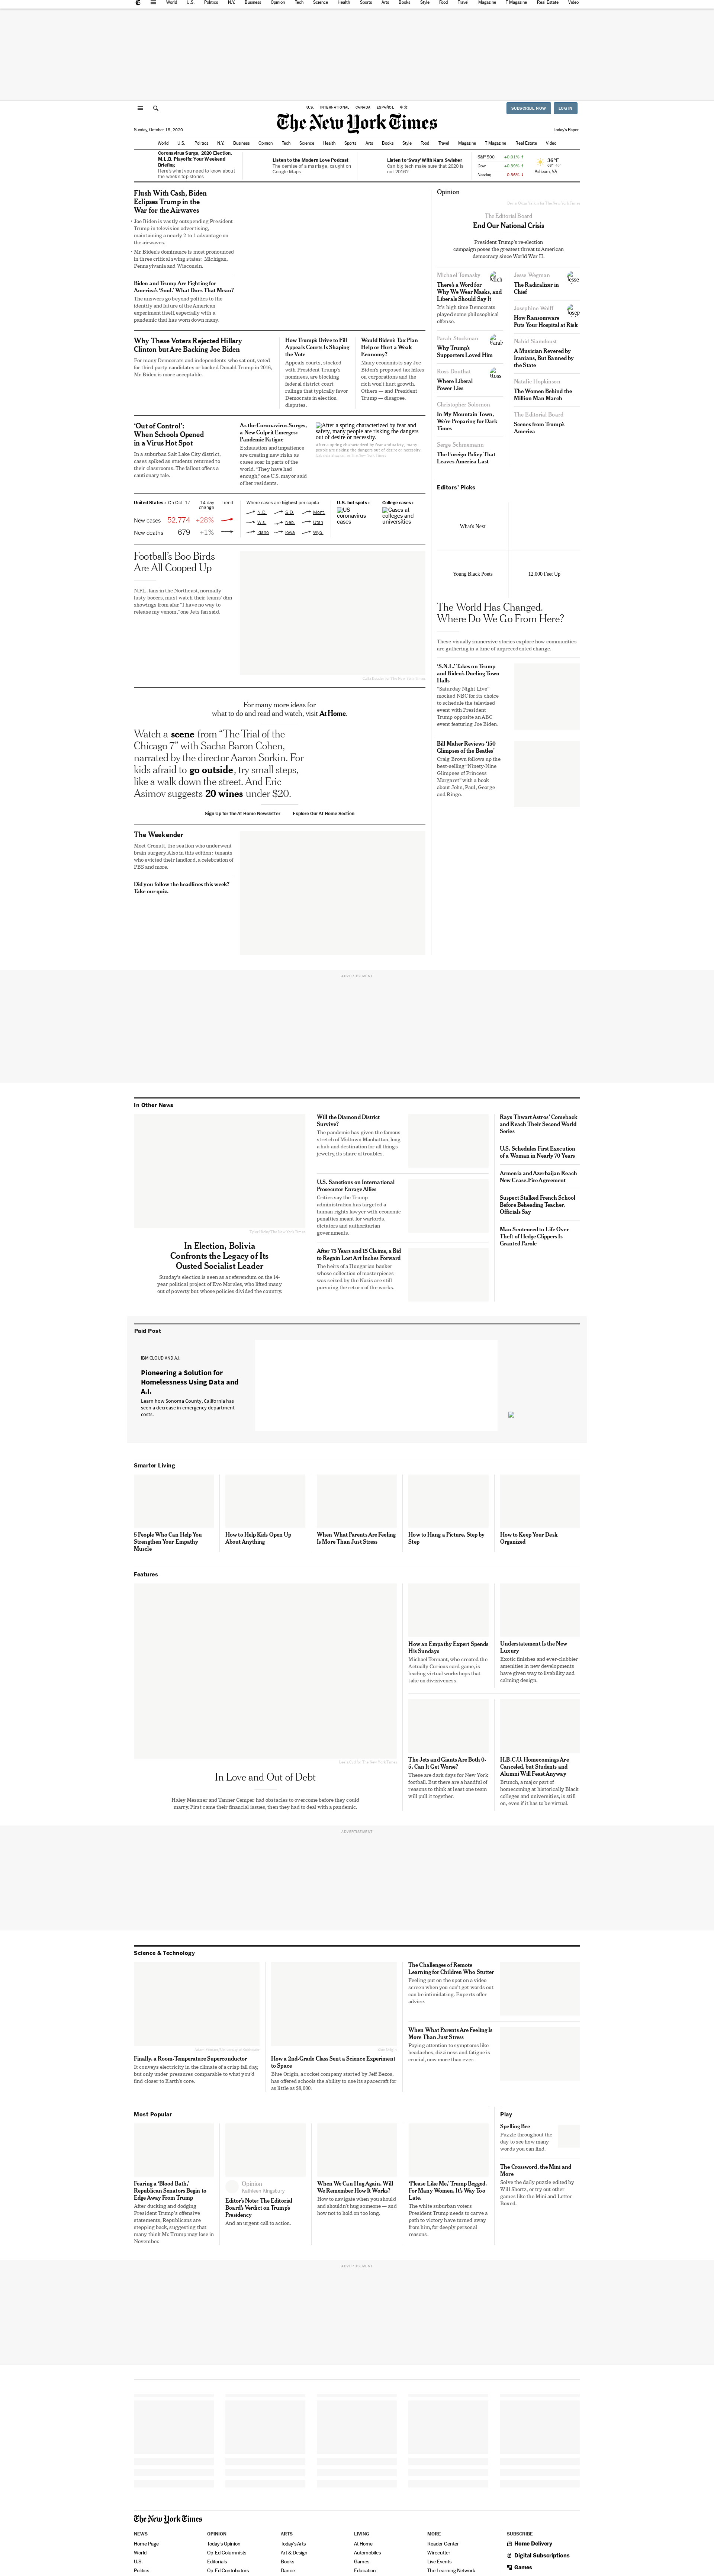 World U.S. Politics N.Y. Business Opinion Tech Science Health Sports Arts Books Style Food Travel Magazine T Magazine Real Estate Video
U.S. INTERNATIONAL CANADA ESPAÑOL 中文
SUBSCRIBE NOW LOG IN
The New York Times
Sunday, October 18, 2020
Today's Paper
World U.S. Politics N.Y. Business Opinion Tech Science Health Sports Arts Books Style Food Travel Magazine T Magazine Real Estate Video
Coronavirus Surge, 2020 Election,
M.L.B. Playoffs: Your Weekend
Briefing
Here's what you need to know about
the week's top stories.
Listen to the Modern Love Podcast
The demise of a marriage, caught on
Google Maps.
Listen to 'Sway' With Kara Swisher
Can big tech make sure that 2020 is
not 2016?
S&P 500 +0.01% ↑
Dow +0.39% ↑
Nasdaq -0.36% ↓
36°F
Ashburn, VA
Flush With Cash, Biden
Eclipses Trump in the
War for the Airwaves
Joe Biden is vastly outspending President
Trump in television advertising,
maintaining a nearly 2-to-1 advantage on
the airwaves.
Mr. Biden's dominance is most pronounced
in three critical swing states: Michigan,
Pennsylvania and Wisconsin.
Biden and Trump Are Fighting for
America's 'Soul.' What Does That Mean?
The answers go beyond politics to the
identity and future of the American
experiment itself, especially with a
pandemic that has worn down many.
Why These Voters Rejected Hillary
Clinton but Are Backing Joe Biden
For many Democrats and independents who sat out, voted
for third-party candidates or backed Donald Trump in 2016,
Mr. Biden is more acceptable.
How Trump's Drive to Fill
Appeals Courts Is Shaping
the Vote
Appeals courts, stocked
with President Trump's
nominees, are blocking
federal district court
rulings that typically favor
Democrats in election
disputes.
Would Biden's Tax Plan
Help or Hurt a Weak
Economy?
Many economists say Joe
Biden's proposed tax hikes
on corporations and the
rich won't hurt growth.
Others — and President
Trump — disagree.
'Out of Control':
When Schools Opened
in a Virus Hot Spot
In a suburban Salt Lake City district,
cases spiked as students returned to
their classrooms. The fallout offers a
cautionary tale.
As the Coronavirus Surges,
a New Culprit Emerges:
Pandemic Fatigue
Exhaustion and impatience
are creating new risks as
cases soar in parts of the
world. "They have had
enough," one U.S. mayor said
of her residents.
After a spring characterized by fear and
safety, many people are risking the dangers
out of desire or necessity.
After a spring characterized by fear and safety, many
people are risking the dangers out of desire or necessity.
United States › On Oct. 17 14-day change Trend
New cases 52,774 +28%
New deaths 679 +1%
Where cases are highest per capita
N.D. S.D. Mont.
Wis. Neb. Utah
Idaho Iowa Wyo.
U.S. hot spots ›
US
coronavirus
cases
College cases ›
Cases at
colleges and
universities
Football's Boo Birds
Are All Cooped Up
N.F.L. fans in the Northeast, normally
lusty booers, must watch their teams' dim
showings from afar. "I have no way to
release my venom," one Jets fan said.
For many more ideas for
what to do and read and watch, visit At Home.
Watch a scene from "The Trial of the
Chicago 7" with Sacha Baron Cohen,
narrated by the director Aaron Sorkin. For
kids afraid to go outside, try small steps,
like a walk down the street. And Eric
Asimov suggests 20 wines under $20.
Sign Up for the At Home Newsletter Explore Our At Home Section
The Weekender
Meet Crunett, the sea lion who underwent
brain surgery. Also in this edition: tenants
who evicted their landlord, a celebration of
PBS and more.
Did you follow the headlines this week?
Take our quiz.
Opinion
The Editorial Board
End Our National Crisis
President Trump's re-election
campaign poses the greatest threat to American
democracy since World War II.
Michael Tomasky
There's a Word for
Why We Wear Masks, and
Liberals Should Say It
It's high time Democrats
played some philosophical
offense.
Farah Stockman
Why Trump's
Supporters Loved Him
Ross Douthat
Where Liberal
Power Lies
Christopher Solomon
In My Mountain Town,
We're Preparing for Dark
Times
Serge Schmemann
The Foreign Policy That
Leaves America Last
Jesse Wegman
The Radicalizer in
Chief
Josephine Wolff
How Ransomware
Puts Your Hospital at Risk
Nahid Siamdoust
A Musician Revered by
Iranians, But Banned by
the State
Natalie Hopkinson
The Women Behind the
Million Man March
The Editorial Board
Scenes from Trump's
America
Editors' Picks
What's Next
Young Black Poets
12,000 Feet Up
The World Has Changed.
Where Do We Go From Here?
These visually immersive stories explore how communities
are gathering in a time of unprecedented change.
'S.N.L.' Takes on Trump
and Biden's Dueling Town
Halls
"Saturday Night Live"
mocked NBC for its choice
to schedule the televised
event with President
Trump opposite an ABC
event featuring Joe Biden.
Bill Maher Reviews '150
Glimpses of the Beatles'
Craig Brown follows up the
best-selling "Ninety-Nine
Glimpses of Princess
Margaret" with a book
about John, Paul, George
and Ringo.
ADVERTISEMENT
In Other News
In Election, Bolivia
Confronts the Legacy of Its
Ousted Socialist Leader
Sunday's election is seen as a referendum on the 14-
year political project of Evo Morales, who lifted many
out of poverty but whose policies divided the country.
Will the Diamond District
Survive?
The pandemic has given the famous
stretch of Midtown Manhattan, long
a hub and destination for all things
jewelry, its share of troubles.
U.S. Sanctions on International
Prosecutor Enrage Allies
Critics say the Trump
administration has targeted a
human rights lawyer with economic
penalties meant for warlords,
dictators and authoritarian
governments.
After 75 Years and 15 Claims, a Bid
to Regain Lost Art Inches Forward
The heirs of a Hungarian banker
whose collection of masterpieces
was seized by the Nazis are still
pursuing the return of the works.
Rays Thwart Astros' Comeback
and Reach Their Second World
Series
U.S. Schedules First Execution
of a Woman in Nearly 70 Years
Armenia and Azerbaijan Reach
New Cease-Fire Agreement
Suspect Stalked French School
Before Beheading Teacher,
Officials Say
Man Sentenced to Life Over
Theft of Hedge Clippers Is
Granted Parole
Paid Post
IBM CLOUD AND A.I.
Pioneering a Solution for
Homelessness Using Data and
A.I.
Learn how Sonoma County, California has
seen a decrease in emergency department
costs.
Smarter Living
5 People Who Can Help You
Strengthen Your Empathy
Muscle
How to Help Kids Open Up
About Anything
When What Parents Are Feeling
Is More Than Just Stress
How to Hang a Picture, Step by
Step
How to Keep Your Desk
Organized
Features
In Love and Out of Debt
Haley Messner and Tanner Cemper had obstacles to overcome before they could
marry. First came their financial issues, then they had to deal with a pandemic.
How an Empathy Expert Spends
His Sundays
Michael Tennant, who created the
Actually Curious card game, is
leading virtual workshops that
take on divisiveness.
Understatement Is the New
Luxury
Exotic finishes and ever-clubbier
amenities in new developments
have given way to livability and
calming design.
The Jets and Giants Are Both 0-
5. Can It Get Worse?
These are dark days for New York
football. But there are a handful of
reasons to think at least one team
will pull it together.
H.B.C.U. Homecomings Are
Canceled, but Students and
Alumni Will Feast Anyway
Brunch, a major part of
homecoming at historically Black
colleges and universities, is still
on, even if it has to be virtual.
ADVERTISEMENT
Science & Technology
Finally, a Room-Temperature Superconductor
It conveys electricity in the climate of a crisp fall day,
but only under pressures comparable to what you'd
find closer to Earth's core.
How a 2nd-Grade Class Sent a Science Experiment
to Space
Blue Origin, a rocket company started by Jeff Bezos,
has offered schools the ability to use its spacecraft for
as little as $8,000.
The Challenges of Remote
Learning for Children Who Stutter
Feeling put on the spot on a video
screen when you can't get words out
can be intimidating. Experts offer
advice.
When What Parents Are Feeling Is
More Than Just Stress
Paying attention to symptoms like
headaches, dizziness and fatigue is
crucial, now more than ever.
Most Popular
Fearing a 'Blood Bath,'
Republican Senators Begin to
Edge Away From Trump
After ducking and dodging
President Trump's offensive
statements, Republicans are
stepping back, suggesting that
many think Mr. Trump may lose in
November.
Opinion
Kathleen Kingsbury
Editor's Note: The Editorial
Board's Verdict on Trump's
Presidency
And an urgent call to action.
When We Can Hug Again, Will
We Remember How It Works?
How to navigate when you should
and shouldn't hug someone — and
why not to hold on too long.
'Please Like Me,' Trump Begged.
For Many Women, It's Way Too
Late.
The white suburban voters
President Trump needs to carve a
path to victory have turned away
from him, for deeply personal
reasons.
Play
Spelling Bee
Puzzle throughout the
day to see how many
words you can find.
The Crossword, the Mini and
More
Solve the daily puzzle edited by
Will Shortz, or try out other
games like the Mini and Letter
Boxed.
ADVERTISEMENT
The New York Times
NEWS
Home Page
World
U.S.
Politics
OPINION
Today's Opinion
Op-Ed Columnists
Editorials
Op-Ed Contributors
ARTS
Today's Arts
Art & Design
Books
Dance
LIVING
At Home
Automobiles
Games
Education
MORE
Reader Center
Wirecutter
Live Events
The Learning Network
SUBSCRIBE
Home Delivery
Digital Subscriptions
Games